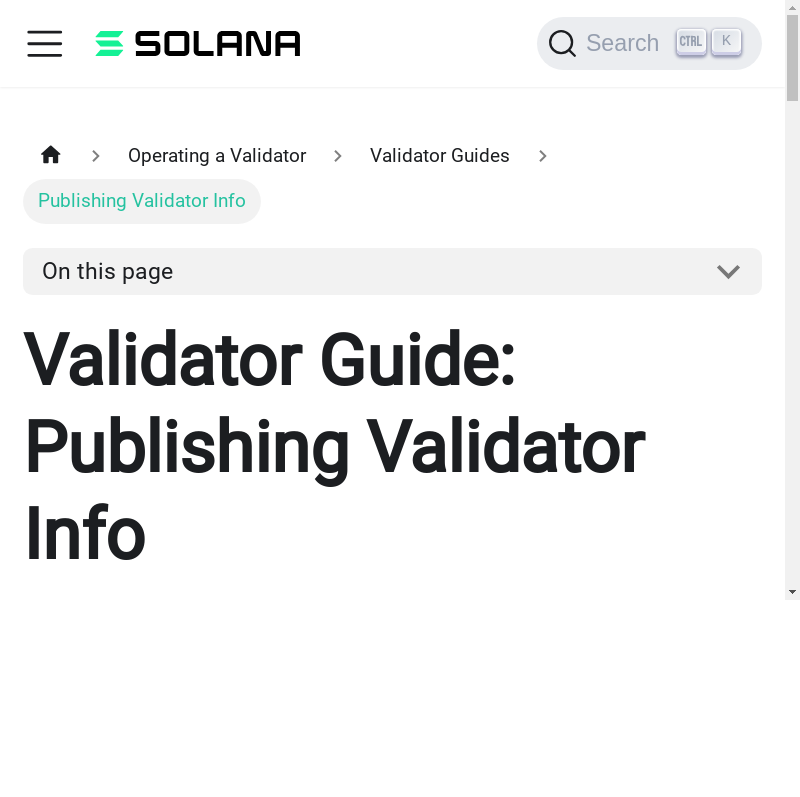 SOLANA
Search CTRL K
Operating a Validator Validator Guides
Publishing Validator Info
On this page
Validator Guide:
Publishing Validator
Info